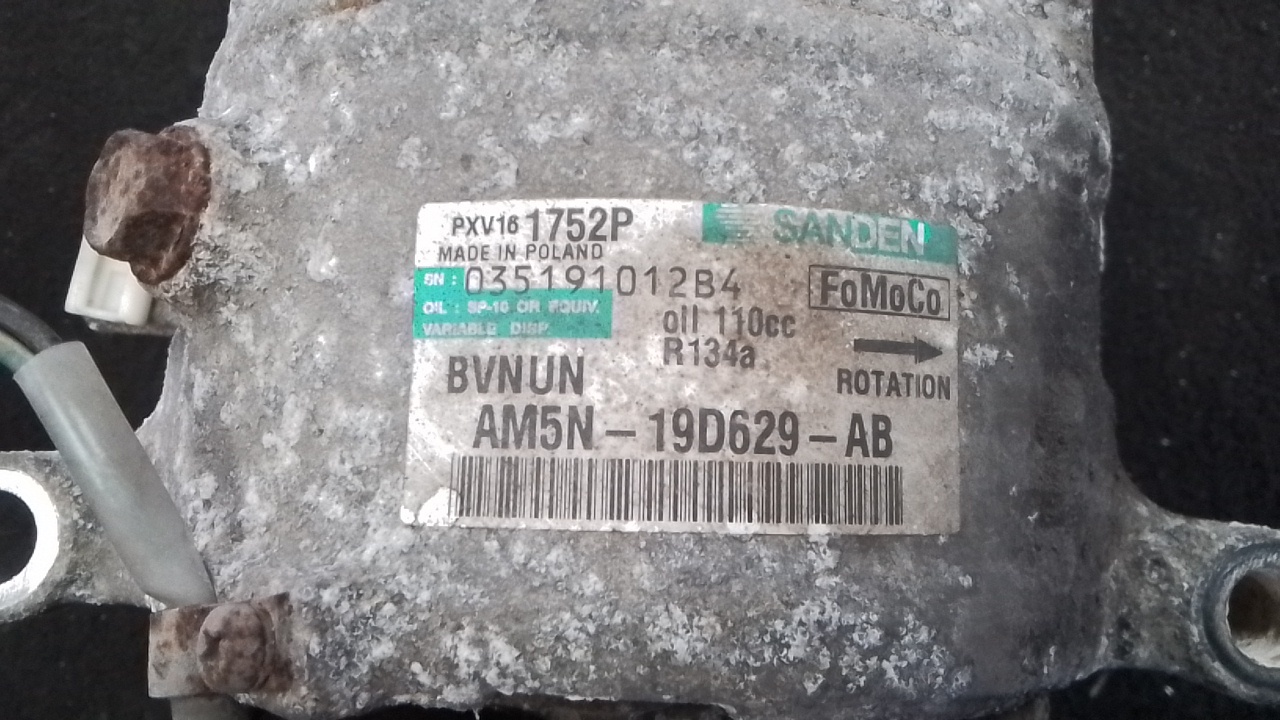 PXV16 1752P SANDEN
MADE IN POLAND
SN : 035191012B4 FoMoCo
OIL : SP-10 OR EQUIV. oil 110cc
VARIABLE DISP. R134a
BVNUN ROTATION
AM5N - 19D629 - AB